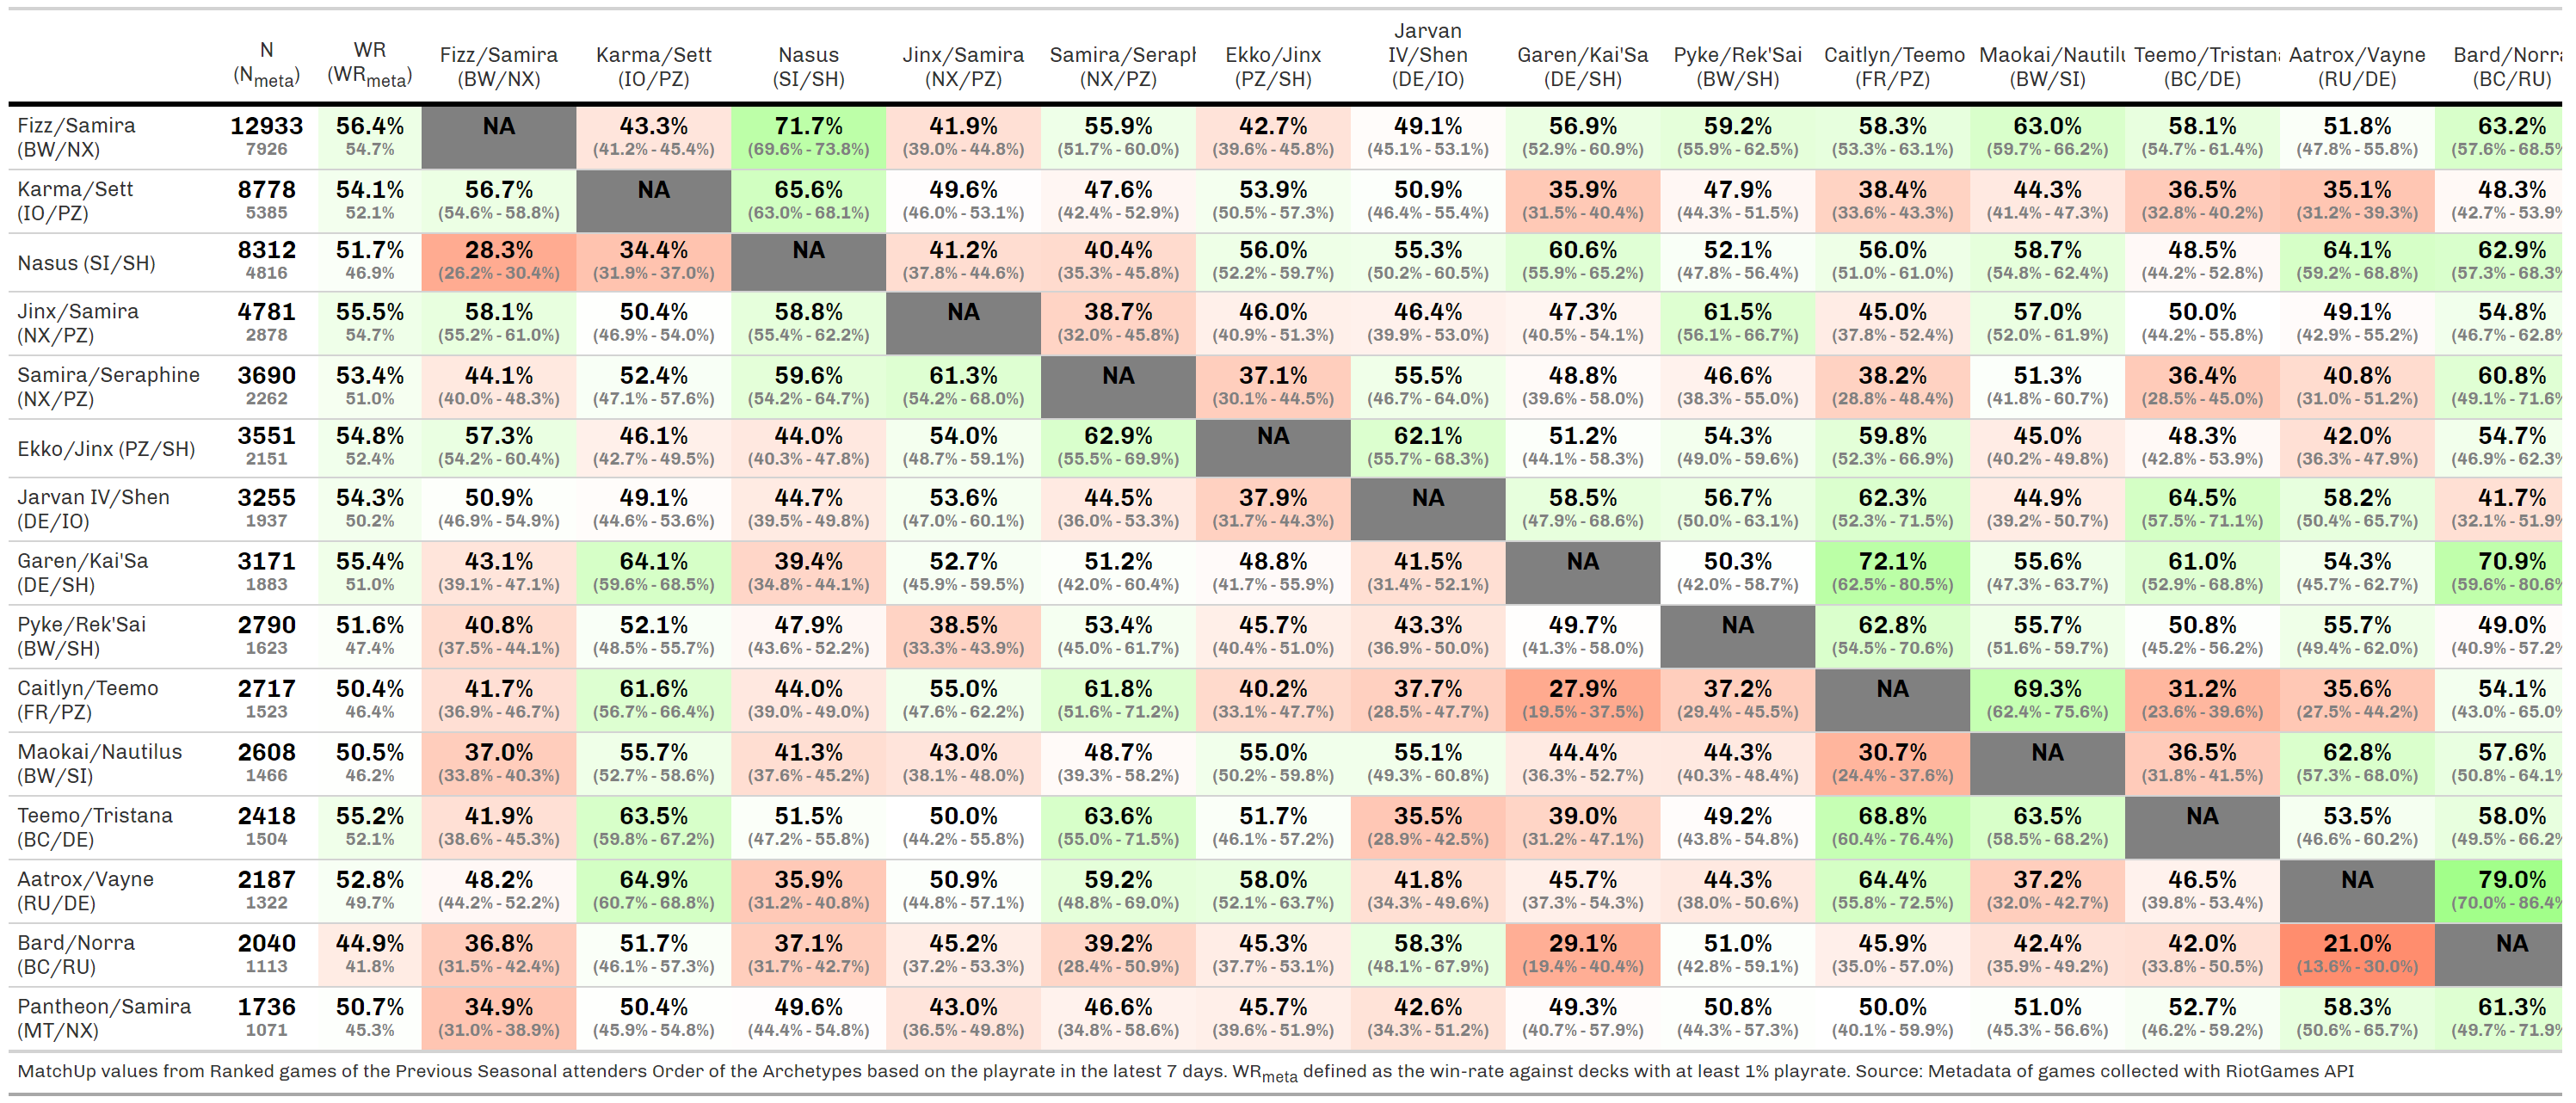 N (Nmeta) WR (WRmeta) Fizz/Samira (BW/NX) Karma/Sett (IO/PZ) Nasus (SI/SH) Jinx/Samira (NX/PZ) Samira/Seraph (NX/PZ) Ekko/Jinx (PZ/SH) Jarvan IV/Shen (DE/IO) Garen/Kai'Sa (DE/SH) Pyke/Rek'Sai (BW/SH) Caitlyn/Teemo (FR/PZ) Maokai/Nautilu (BW/SI) Teemo/Tristana (BC/DE) Aatrox/Vayne (RU/DE) Bard/Norra (BC/RU)
Fizz/Samira 12933 56.4% NA 43.3% 71.7% 41.9% 55.9% 42.7% 49.1% 56.9% 59.2% 58.3% 63.0% 58.1% 51.8% 63.2%
(BW/NX) 7926 54.7% (41.2% - 45.4%) (69.6% - 73.8%) (39.0% - 44.8%) (51.7% - 60.0%) (39.6% - 45.8%) (45.1% - 53.1%) (52.9% - 60.9%) (55.9% - 62.5%) (53.3% - 63.1%) (59.7% - 66.2%) (54.7% - 61.4%) (47.8% - 55.8%) (57.6% - 68.5%
Karma/Sett 8778 54.1% 56.7% NA 65.6% 49.6% 47.6% 53.9% 50.9% 35.9% 47.9% 38.4% 44.3% 36.5% 35.1% 48.3%
(IO/PZ) 5385 52.1% (54.6% - 58.8%) (63.0% - 68.1%) (46.0% - 53.1%) (42.4% - 52.9%) (50.5% - 57.3%) (46.4% - 55.4%) (31.5% - 40.4%) (44.3% - 51.5%) (33.6% - 43.3%) (41.4% - 47.3%) (32.8% - 40.2%) (31.2% - 39.3%) (42.7% - 53.9%
Nasus (SI/SH) 8312 51.7% 28.3% 34.4% NA 41.2% 40.4% 56.0% 55.3% 60.6% 52.1% 56.0% 58.7% 48.5% 64.1% 62.9%
4816 46.9% (26.2% - 30.4%) (31.9% - 37.0%) (37.8% - 44.6%) (35.3% - 45.8%) (52.2% - 59.7%) (50.2% - 60.5%) (55.9% - 65.2%) (47.8% - 56.4%) (51.0% - 61.0%) (54.8% - 62.4%) (44.2% - 52.8%) (59.2% - 68.8%) (57.3% - 68.3%
Jinx/Samira 4781 55.5% 58.1% 50.4% 58.8% NA 38.7% 46.0% 46.4% 47.3% 61.5% 45.0% 57.0% 50.0% 49.1% 54.8%
(NX/PZ) 2878 54.7% (55.2% - 61.0%) (46.9% - 54.0%) (55.4% - 62.2%) (32.0% - 45.8%) (40.9% - 51.3%) (39.9% - 53.0%) (40.5% - 54.1%) (56.1% - 66.7%) (37.8% - 52.4%) (52.0% - 61.9%) (44.2% - 55.8%) (42.9% - 55.2%) (46.7% - 62.8%
Samira/Seraphine 3690 53.4% 44.1% 52.4% 59.6% 61.3% NA 37.1% 55.5% 48.8% 46.6% 38.2% 51.3% 36.4% 40.8% 60.8%
(NX/PZ) 2262 51.0% (40.0% - 48.3%) (47.1% - 57.6%) (54.2% - 64.7%) (54.2% - 68.0%) (30.1% - 44.5%) (46.7% - 64.0%) (39.6% - 58.0%) (38.3% - 55.0%) (28.8% - 48.4%) (41.8% - 60.7%) (28.5% - 45.0%) (31.0% - 51.2%) (49.1% - 71.6%
Ekko/Jinx (PZ/SH) 3551 54.8% 57.3% 46.1% 44.0% 54.0% 62.9% NA 62.1% 51.2% 54.3% 59.8% 45.0% 48.3% 42.0% 54.7%
2151 52.4% (54.2% - 60.4%) (42.7% - 49.5%) (40.3% - 47.8%) (48.7% - 59.1%) (55.5% - 69.9%) (55.7% - 68.3%) (44.1% - 58.3%) (49.0% - 59.6%) (52.3% - 66.9%) (40.2% - 49.8%) (42.8% - 53.9%) (36.3% - 47.9%) (46.9% - 62.3%
Jarvan IV/Shen 3255 54.3% 50.9% 49.1% 44.7% 53.6% 44.5% 37.9% NA 58.5% 56.7% 62.3% 44.9% 64.5% 58.2% 41.7%
(DE/IO) 1937 50.2% (46.9% - 54.9%) (44.6% - 53.6%) (39.5% - 49.8%) (47.0% - 60.1%) (36.0% - 53.3%) (31.7% - 44.3%) (47.9% - 68.6%) (50.0% - 63.1%) (52.3% - 71.5%) (39.2% - 50.7%) (57.5% - 71.1%) (50.4% - 65.7%) (32.1% - 51.9%
Garen/Kai'Sa 3171 55.4% 43.1% 64.1% 39.4% 52.7% 51.2% 48.8% 41.5% NA 50.3% 72.1% 55.6% 61.0% 54.3% 70.9%
(DE/SH) 1883 51.0% (39.1% - 47.1%) (59.6% - 68.5%) (34.8% - 44.1%) (45.9% - 59.5%) (42.0% - 60.4%) (41.7% - 55.9%) (31.4% - 52.1%) (42.0% - 58.7%) (62.5% - 80.5%) (47.3% - 63.7%) (52.9% - 68.8%) (45.7% - 62.7%) (59.6% - 80.6%
Pyke/Rek'Sai 2790 51.6% 40.8% 52.1% 47.9% 38.5% 53.4% 45.7% 43.3% 49.7% NA 62.8% 55.7% 50.8% 55.7% 49.0%
(BW/SH) 1623 47.4% (37.5% - 44.1%) (48.5% - 55.7%) (43.6% - 52.2%) (33.3% - 43.9%) (45.0% - 61.7%) (40.4% - 51.0%) (36.9% - 50.0%) (41.3% - 58.0%) (54.5% - 70.6%) (51.6% - 59.7%) (45.2% - 56.2%) (49.4% - 62.0%) (40.9% - 57.2%
Caitlyn/Teemo 2717 50.4% 41.7% 61.6% 44.0% 55.0% 61.8% 40.2% 37.7% 27.9% 37.2% NA 69.3% 31.2% 35.6% 54.1%
(FR/PZ) 1523 46.4% (36.9% - 46.7%) (56.7% - 66.4%) (39.0% - 49.0%) (47.6% - 62.2%) (51.6% - 71.2%) (33.1% - 47.7%) (28.5% - 47.7%) (19.5% - 37.5%) (29.4% - 45.5%) (62.4% - 75.6%) (23.6% - 39.6%) (27.5% - 44.2%) (43.0% - 65.0%
Maokai/Nautilus 2608 50.5% 37.0% 55.7% 41.3% 43.0% 48.7% 55.0% 55.1% 44.4% 44.3% 30.7% NA 36.5% 62.8% 57.6%
(BW/SI) 1466 46.2% (33.8% - 40.3%) (52.7% - 58.6%) (37.6% - 45.2%) (38.1% - 48.0%) (39.3% - 58.2%) (50.2% - 59.8%) (49.3% - 60.8%) (36.3% - 52.7%) (40.3% - 48.4%) (24.4% - 37.6%) (31.8% - 41.5%) (57.3% - 68.0%) (50.8% - 64.1%
Teemo/Tristana 2418 55.2% 41.9% 63.5% 51.5% 50.0% 63.6% 51.7% 35.5% 39.0% 49.2% 68.8% 63.5% NA 53.5% 58.0%
(BC/DE) 1504 52.1% (38.6% - 45.3%) (59.8% - 67.2%) (47.2% - 55.8%) (44.2% - 55.8%) (55.0% - 71.5%) (46.1% - 57.2%) (28.9% - 42.5%) (31.2% - 47.1%) (43.8% - 54.8%) (60.4% - 76.4%) (58.5% - 68.2%) (46.6% - 60.2%) (49.5% - 66.2%
Aatrox/Vayne 2187 52.8% 48.2% 64.9% 35.9% 50.9% 59.2% 58.0% 41.8% 45.7% 44.3% 64.4% 37.2% 46.5% NA 79.0%
(RU/DE) 1322 49.7% (44.2% - 52.2%) (60.7% - 68.8%) (31.2% - 40.8%) (44.8% - 57.1%) (48.8% - 69.0%) (52.1% - 63.7%) (34.3% - 49.6%) (37.3% - 54.3%) (38.0% - 50.6%) (55.8% - 72.5%) (32.0% - 42.7%) (39.8% - 53.4%) (70.0% - 86.4%
Bard/Norra 2040 44.9% 36.8% 51.7% 37.1% 45.2% 39.2% 45.3% 58.3% 29.1% 51.0% 45.9% 42.4% 42.0% 21.0% NA
(BC/RU) 1113 41.8% (31.5% - 42.4%) (46.1% - 57.3%) (31.7% - 42.7%) (37.2% - 53.3%) (28.4% - 50.9%) (37.7% - 53.1%) (48.1% - 67.9%) (19.4% - 40.4%) (42.8% - 59.1%) (35.0% - 57.0%) (35.9% - 49.2%) (33.8% - 50.5%) (13.6% - 30.0%)
Pantheon/Samira 1736 50.7% 34.9% 50.4% 49.6% 43.0% 46.6% 45.7% 42.6% 49.3% 50.8% 50.0% 51.0% 52.7% 58.3% 61.3%
(MT/NX) 1071 45.3% (31.0% - 38.9%) (45.9% - 54.8%) (44.4% - 54.8%) (36.5% - 49.8%) (34.8% - 58.6%) (39.6% - 51.9%) (34.3% - 51.2%) (40.7% - 57.9%) (44.3% - 57.3%) (40.1% - 59.9%) (45.3% - 56.6%) (46.2% - 59.2%) (50.6% - 65.7%) (49.7% - 71.9%
MatchUp values from Ranked games of the Previous Seasonal attenders Order of the Archetypes based on the playrate in the latest 7 days. WRmeta defined as the win-rate against decks with at least 1% playrate. Source: Metadata of games collected with RiotGames API